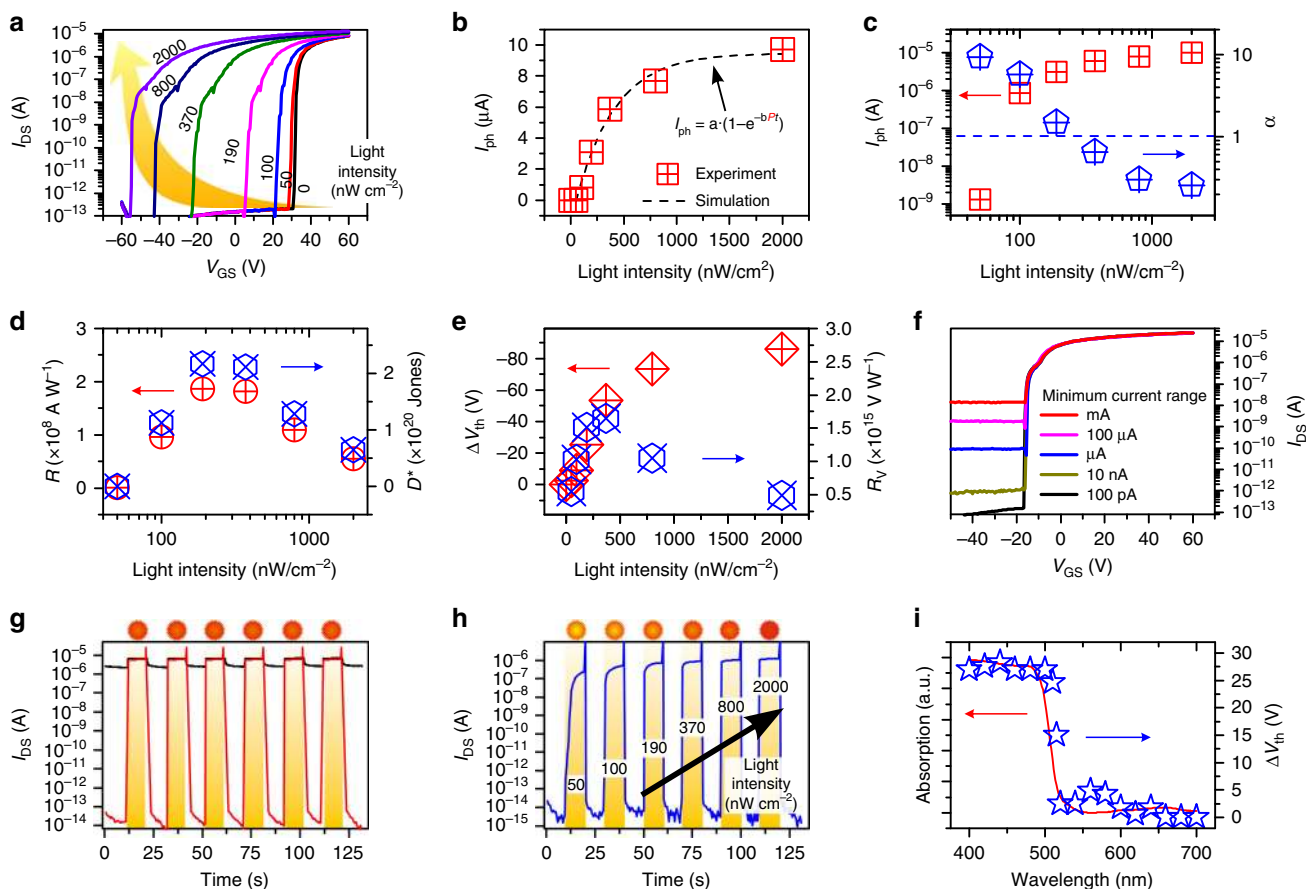 a
I_DS (A)
10⁻⁵
10⁻⁶
10⁻⁷
10⁻⁸
10⁻⁹
10⁻¹⁰
10⁻¹¹
10⁻¹²
10⁻¹³
2000
800
370
190
100
50
0
Light
intensity
(nW cm⁻²)
−60 −40 −20 0 20 40 60
V_GS (V)
b
I_ph (µA)
10
8
6
4
2
0
I_ph = a·(1−e^(−bPt))
Experiment
Simulation
0 500 1000 1500 2000
Light intensity (nW/cm²)
c
I_ph (A)
10⁻⁵
10⁻⁶
10⁻⁷
10⁻⁸
10⁻⁹
10
1
α
100 1000
Light intensity (nW/cm⁻²)
d
R (×10⁸ A W⁻¹)
3
2
1
0
2
2
1
0
D* (×10²⁰ Jones)
100 1000
Light intensity (nW/cm⁻²)
e
ΔV_th (V)
−80
−60
−40
−20
0
3.0
2.5
2.0
1.5
1.0
0.5
R_V (×10¹⁵ V W⁻¹)
0 500 1000 1500 2000
Light intensity (nW/cm⁻²)
f
Minimum current range
mA
100 µA
µA
10 nA
100 pA
10⁻⁵
10⁻⁶
10⁻⁸
10⁻⁹
10⁻¹⁰
10⁻¹¹
10⁻¹²
10⁻¹³
I_DS (A)
−40 −20 0 20 40 60
V_GS (V)
g
I_DS (A)
10⁻⁵
10⁻⁶
10⁻⁷
10⁻⁸
10⁻⁹
10⁻¹⁰
10⁻¹¹
10⁻¹²
10⁻¹³
10⁻¹⁴
10⁻¹⁵
0 25 50 75 100 125
Time (s)
h
I_DS (A)
10⁻⁶
10⁻⁷
10⁻⁸
10⁻⁹
10⁻¹⁰
10⁻¹¹
10⁻¹²
10⁻¹³
10⁻¹⁴
10⁻¹⁵
50
100
190
370
800
2000
Light
intensity
(nW cm⁻²)
0 25 50 75 100 125
Time (s)
i
Absorption (a.u.)
30
25
20
15
10
5
0
ΔV_th (V)
400 500 600 700
Wavelength (nm)